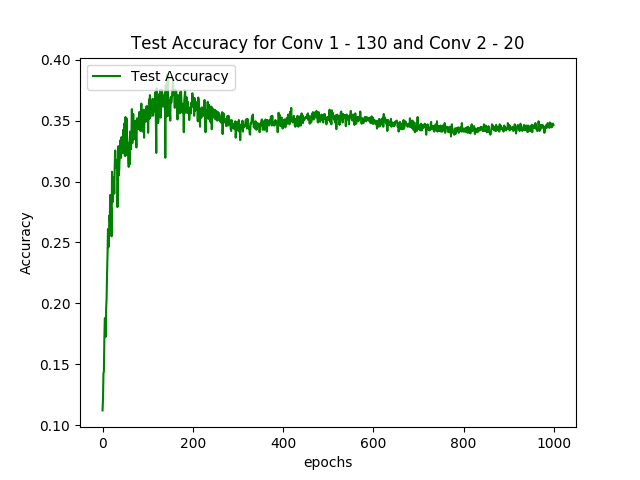 Test Accuracy for Conv 1 - 130 and Conv 2 - 20
Test Accuracy
0.40
0.35
0.30
0.25
0.20
0.15
0.10
Accuracy
0 200 400 600 800 1000
epochs